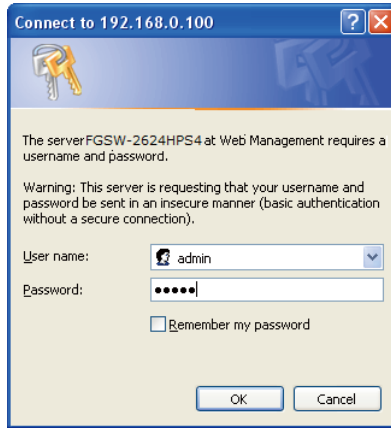 Connect to 192.168.0.100
The serverFGSW-2624HPS4at Web Management requires a
username and password.
Warning: This server is requesting that your username and
password be sent in an insecure manner (basic authentication
without a secure connection).
User name:
admin
Password:
•••••
Remember my password
OK
Cancel